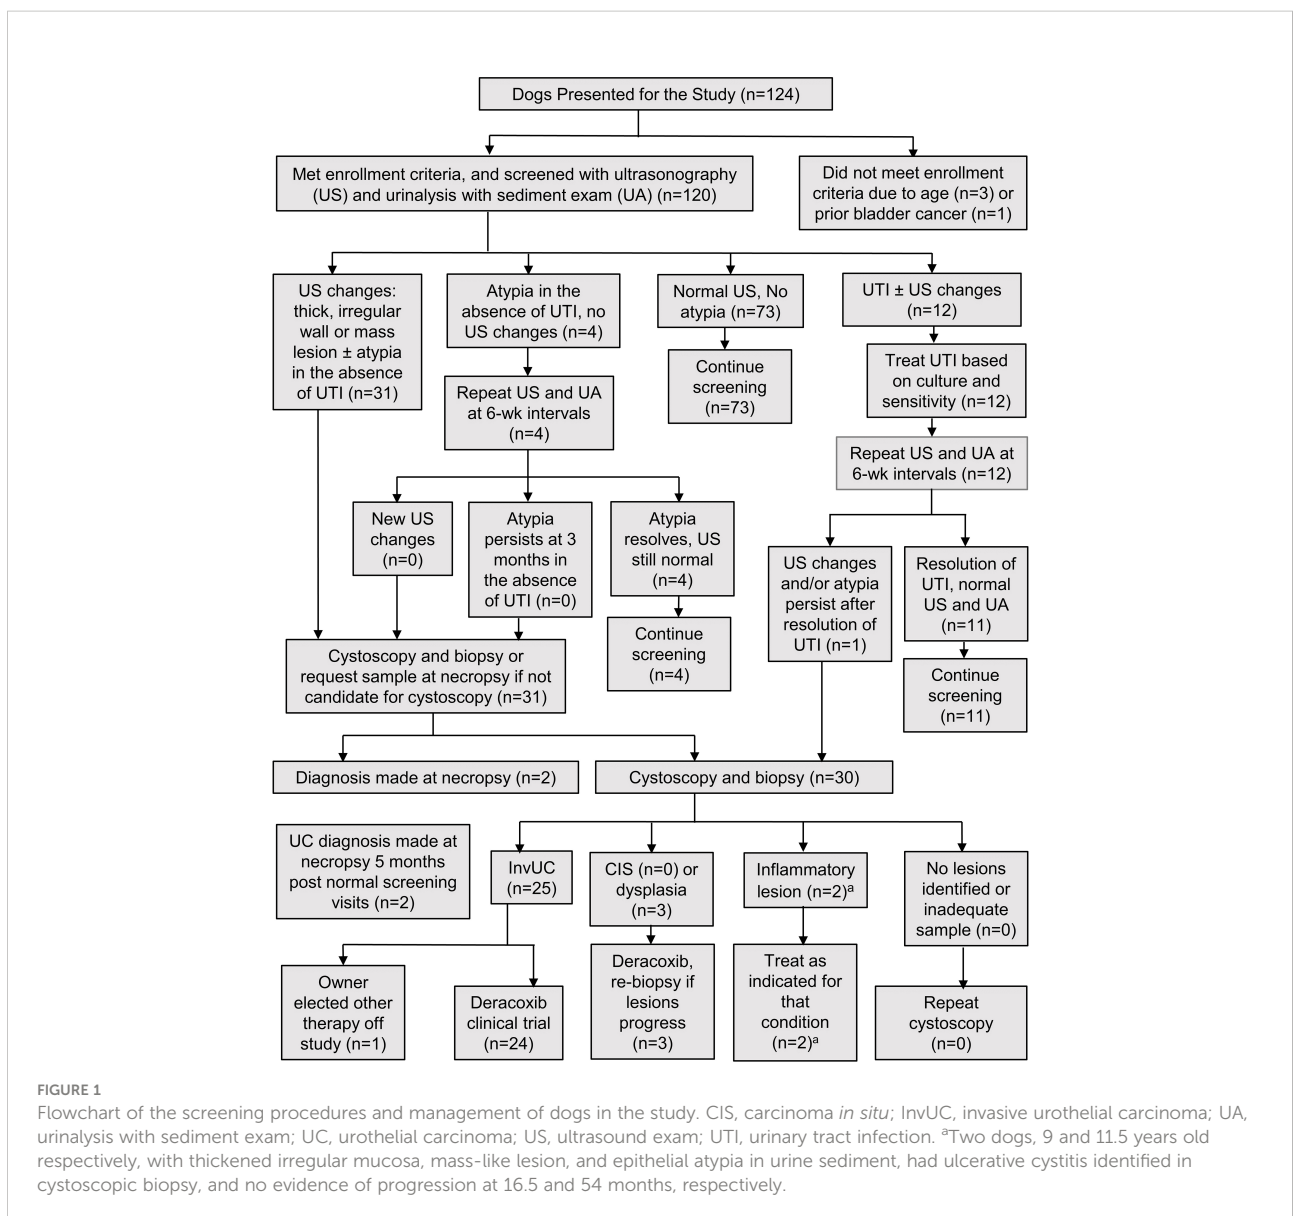 Dogs Presented for the Study (n=124)
Met enrollment criteria, and screened with ultrasonography
(US) and urinalysis with sediment exam (UA) (n=120)
Did not meet enrollment
criteria due to age (n=3) or
prior bladder cancer (n=1)
US changes:
thick, irregular
wall or mass
lesion ± atypia
in the absence
of UTI (n=31)
Atypia in the
absence of UTI, no
US changes (n=4)
Normal US, No
atypia (n=73)
UTI ± US changes
(n=12)
Continue
screening
(n=73)
Treat UTI based
on culture and
sensitivity (n=12)
Repeat US and UA
at 6-wk intervals
(n=4)
Repeat US and UA at
6-wk intervals (n=12)
New US
changes
(n=0)
Atypia
persists at 3
months in
the absence
of UTI (n=0)
Atypia
resolves, US
still normal
(n=4)
US changes
and/or atypia
persist after
resolution of
UTI (n=1)
Resolution of
UTI, normal
US and UA
(n=11)
Continue
screening
(n=4)
Continue
screening
(n=11)
Cystoscopy and biopsy or
request sample at necropsy if not
candidate for cystoscopy (n=31)
Diagnosis made at necropsy (n=2)
Cystoscopy and biopsy (n=30)
UC diagnosis made at
necropsy 5 months
post normal screening
visits (n=2)
InvUC
(n=25)
CIS (n=0) or
dysplasia
(n=3)
Inflammatory
lesion (n=2)ᵃ
No lesions
identified or
inadequate
sample (n=0)
Owner
elected other
therapy off
study (n=1)
Deracoxib
clinical trial
(n=24)
Deracoxib,
re-biopsy if
lesions
progress
(n=3)
Treat as
indicated for
that
condition
(n=2)ᵃ
Repeat
cystoscopy
(n=0)
FIGURE 1
Flowchart of the screening procedures and management of dogs in the study. CIS, carcinoma in situ; InvUC, invasive urothelial carcinoma; UA,
urinalysis with sediment exam; UC, urothelial carcinoma; US, ultrasound exam; UTI, urinary tract infection. ᵃTwo dogs, 9 and 11.5 years old
respectively, with thickened irregular mucosa, mass-like lesion, and epithelial atypia in urine sediment, had ulcerative cystitis identified in
cystoscopic biopsy, and no evidence of progression at 16.5 and 54 months, respectively.